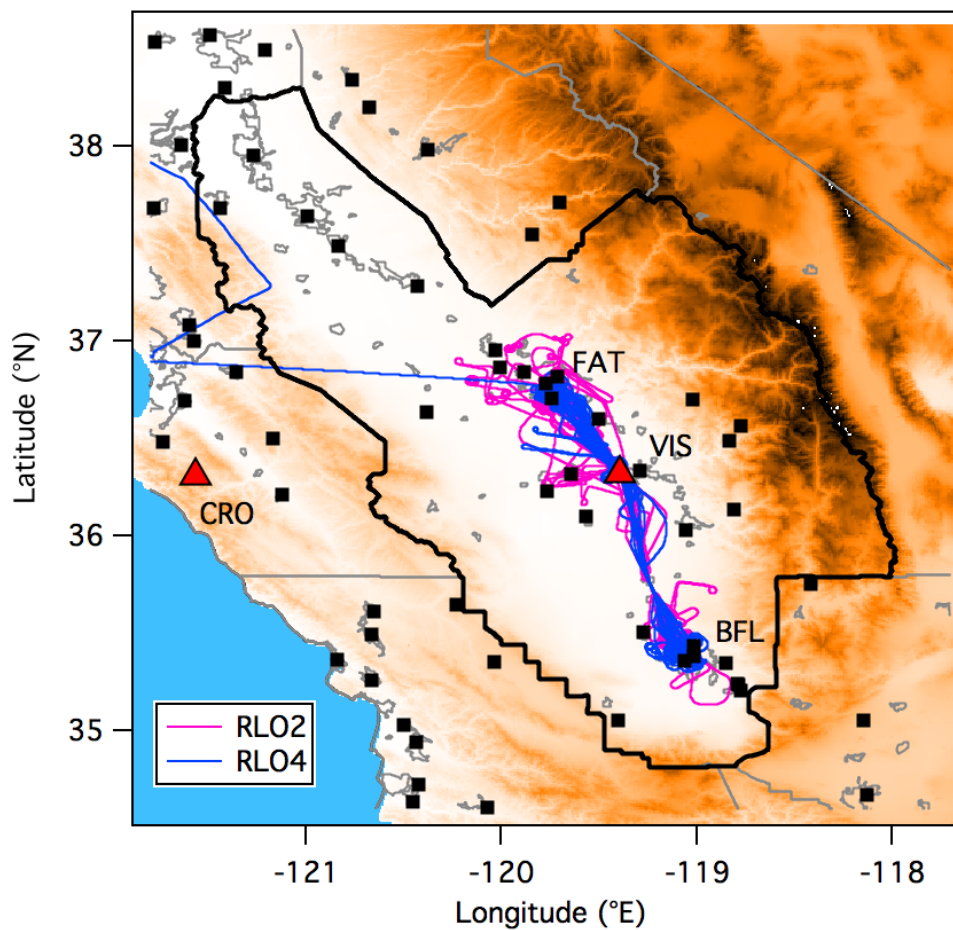 38
37
36
35
Latitude (°N)
FAT
VIS
CRO
BFL
RLO2
RLO4
-121
-120
-119
-118
Longitude (°E)